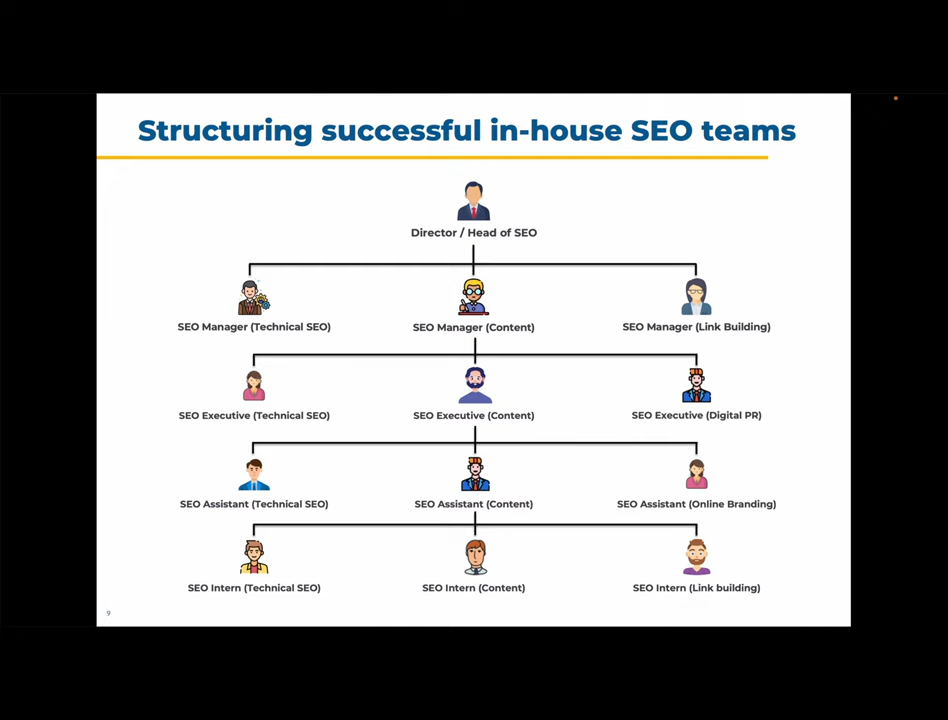 Structuring successful in-house SEO teams
Director / Head of SEO
SEO Manager (Technical SEO)
SEO Manager (Content)
SEO Manager (Link Building)
SEO Executive (Technical SEO)
SEO Executive (Content)
SEO Executive (Digital PR)
SEO Assistant (Technical SEO)
SEO Assistant (Content)
SEO Assistant (Online Branding)
SEO Intern (Technical SEO)
SEO Intern (Content)
SEO Intern (Link building)
9